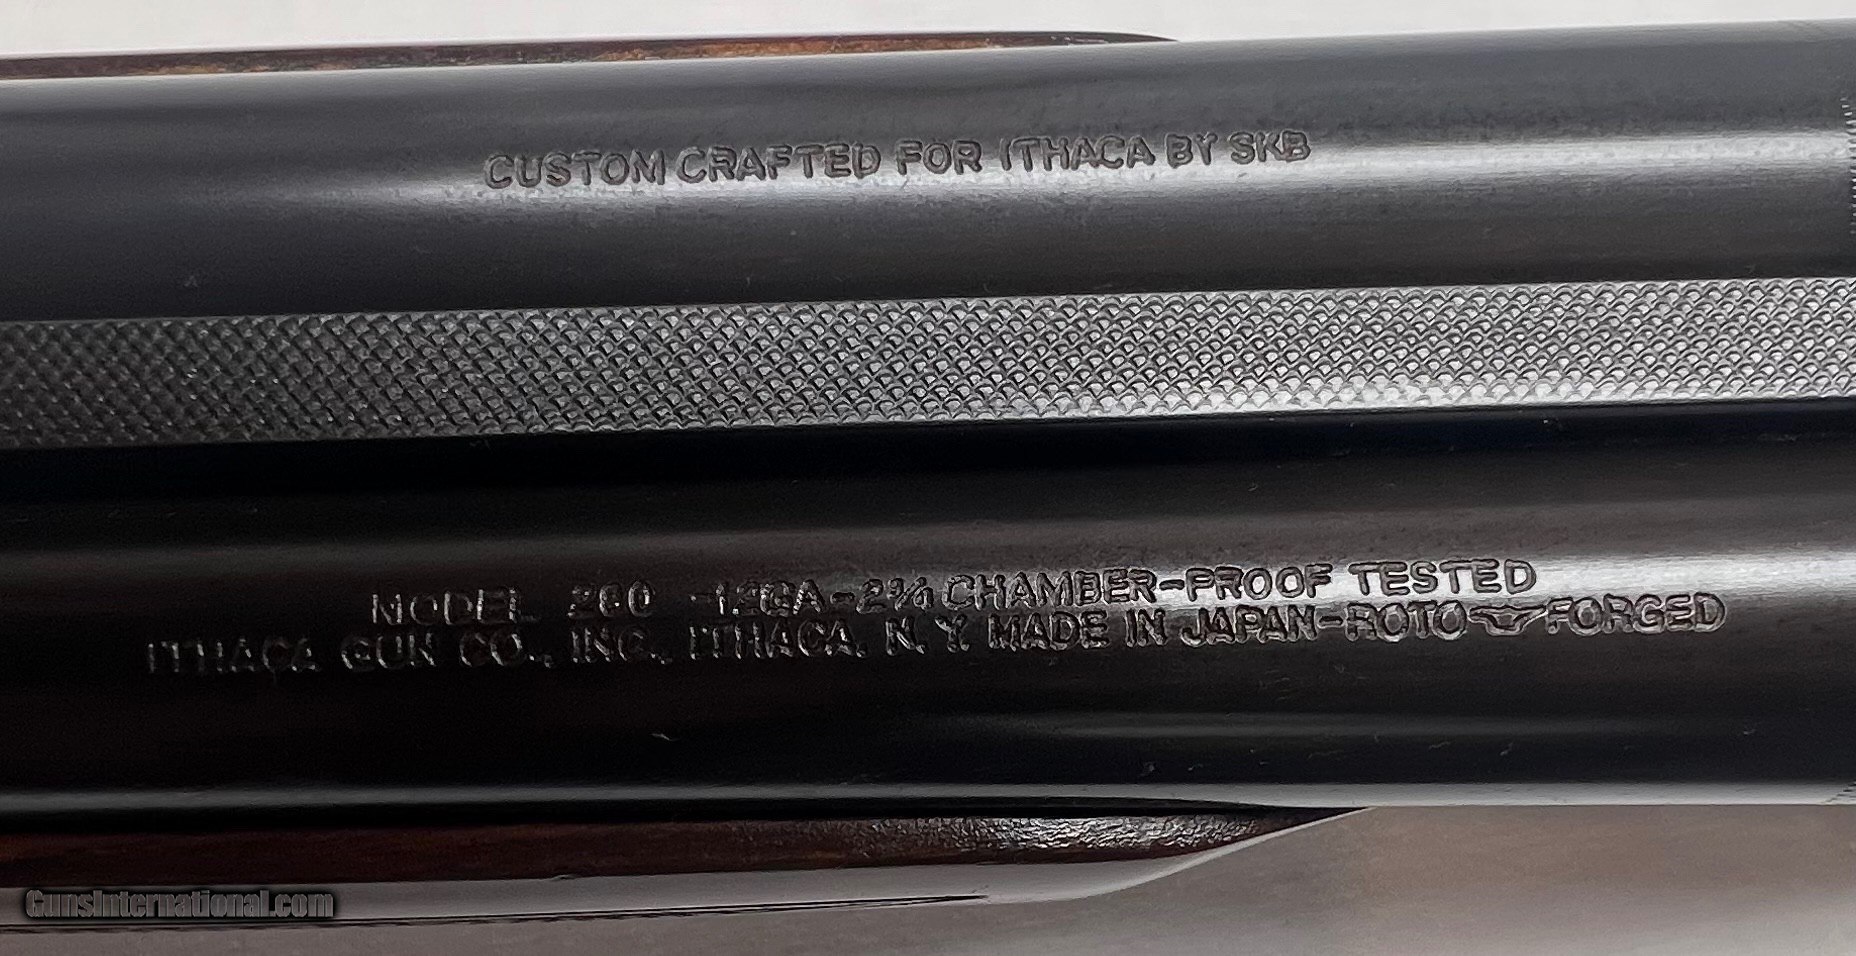 CUSTOM CRAFTED FOR ITHACA BY SKB
MODEL 280 -12GA-2¾ CHAMBER-PROOF TESTED
ITHACA GUN CO., INC., ITHACA, N.Y. MADE IN JAPAN-ROTO FORGED
GunsInternational.com